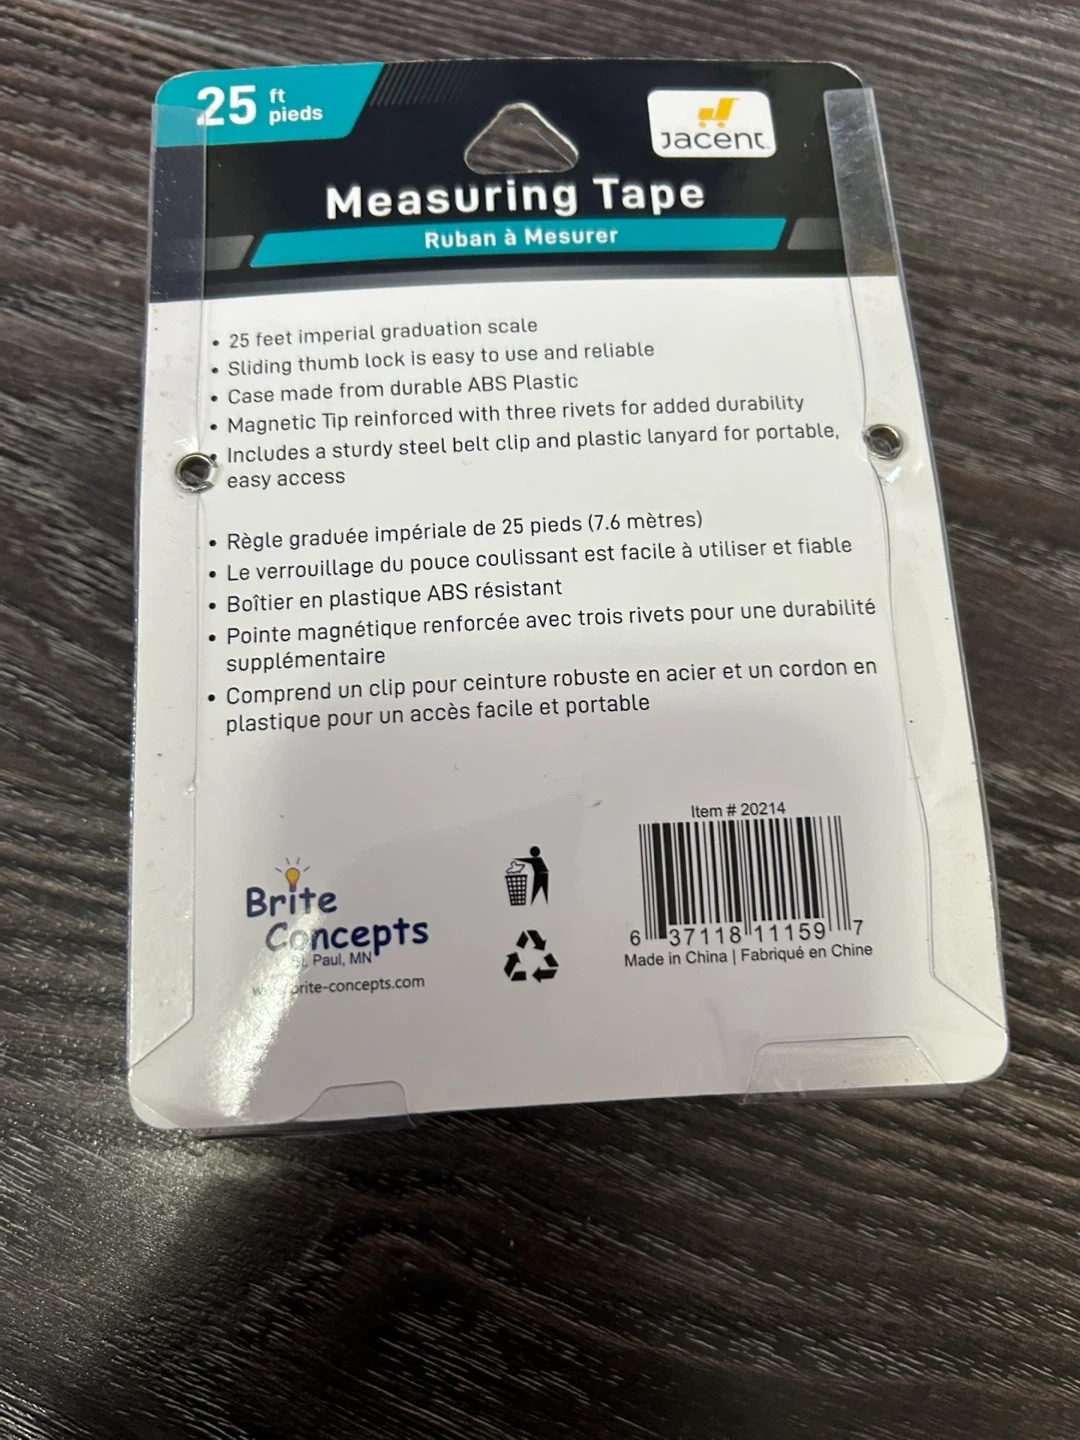 25 ft
pieds
Jacent
Measuring Tape
Ruban à Mesurer
• 25 feet imperial graduation scale
• Sliding thumb lock is easy to use and reliable
• Case made from durable ABS Plastic
• Magnetic Tip reinforced with three rivets for added durability
• Includes a sturdy steel belt clip and plastic lanyard for portable,
easy access
• Règle graduée impériale de 25 pieds (7.6 mètres)
• Le verrouillage du pouce coulissant est facile à utiliser et fiable
• Boîtier en plastique ABS résistant
• Pointe magnétique renforcée avec trois rivets pour une durabilité
supplémentaire
• Comprend un clip pour ceinture robuste en acier et un cordon en
plastique pour un accès facile et portable
Brite
Concepts
St. Paul, MN
www.brite-concepts.com
Item # 20214
6 37118 11159 7
Made in China | Fabriqué en Chine